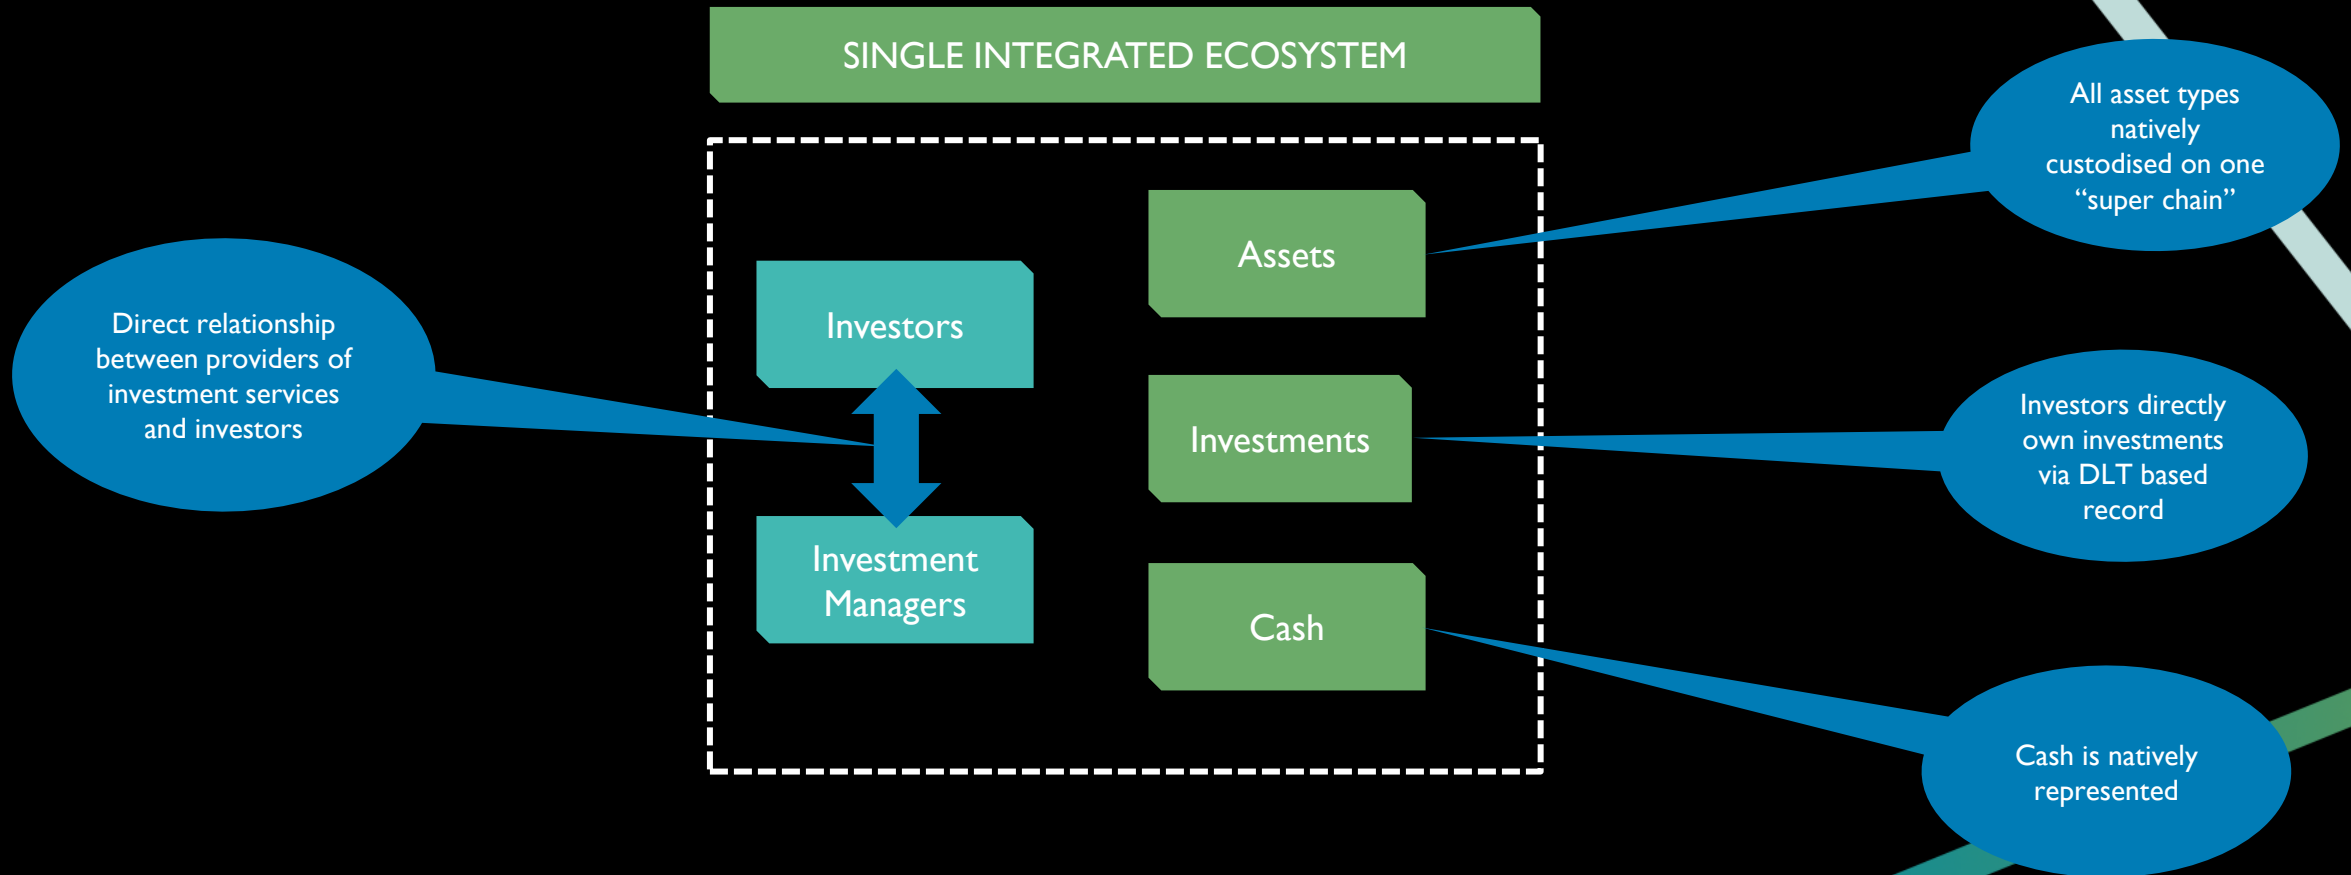 SINGLE INTEGRATED ECOSYSTEM
All asset types
natively
custodised on one
“super chain”
Assets
Direct relationship
between providers of
investment services
and investors
Investors
Investments
Investors directly
own investments
via DLT based
record
Investment
Managers
Cash
Cash is natively
represented